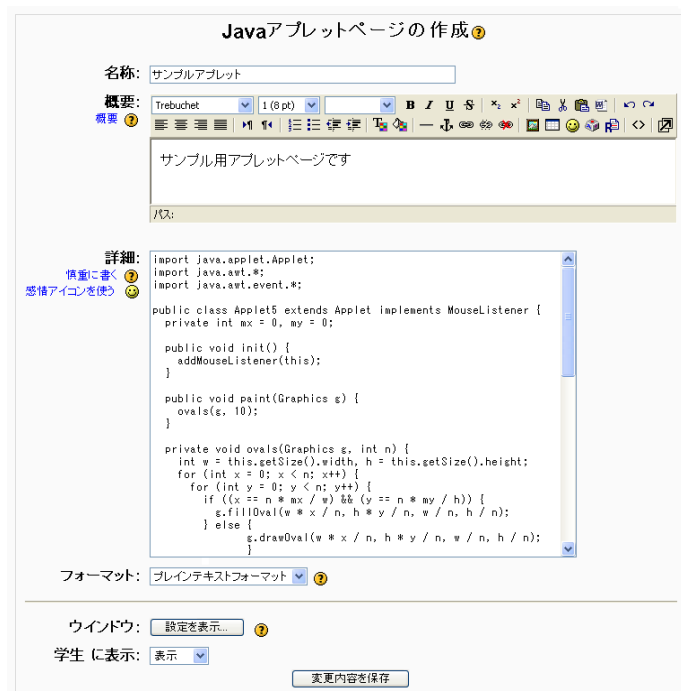 Javaアプレットページの作成
名称: サンプルアプレット
概要: Trebuchet 1 (8 pt) B I U S ×₂ ×²
概要
サンプル用アプレットページです
パス:
詳細:
慎重に書く
感情アイコンを使う
import java.applet.Applet;
import java.awt.*;
import java.awt.event.*;
public class Applet5 extends Applet implements MouseListener {
private int mx = 0, my = 0;
public void init() {
addMouseListener(this);
}
public void paint(Graphics g) {
ovals(g, 10);
}
private void ovals(Graphics g, int n) {
int w = this.getSize().width, h = this.getSize().height;
for (int x = 0; x < n; x++) {
for (int y = 0; y < n; y++) {
if ((x == n * mx / w) && (y == n * my / h)) {
g.fillOval(w * x / n, h * y / n, w / n, h / n);
} else {
g.drawOval(w * x / n, h * y / n, w / n, h / n);
}
フォーマット: プレインテキストフォーマット
ウインドウ: 設定を表示...
学生 に表示: 表示
変更内容を保存